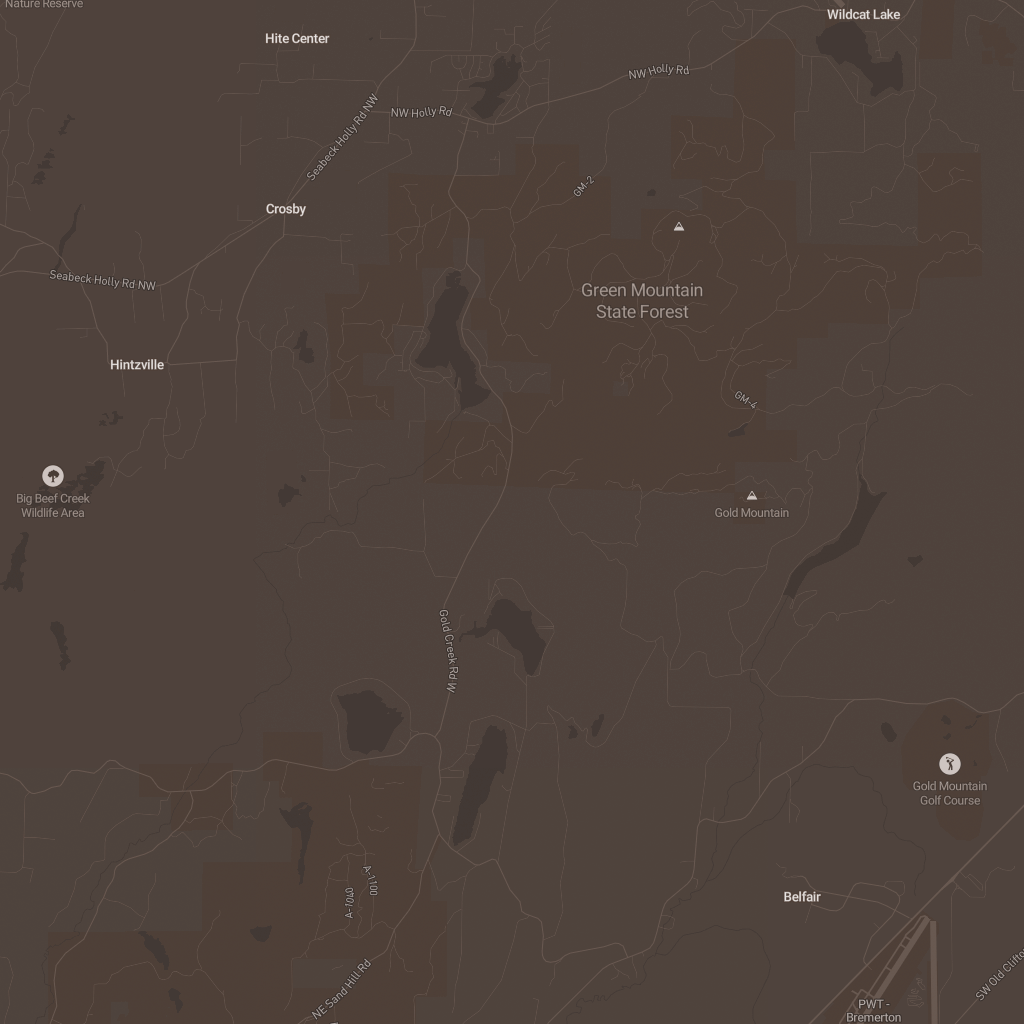 Nature Reserve
Wildcat Lake
Hite Center
NW Holly Rd
NW Holly Rd
Seabeck Holly Rd NW
GM-2
Crosby
Seabeck Holly Rd NW
Green Mountain
State Forest
Hintzville
GM-4
Big Beef Creek
Wildlife Area
Gold Mountain
Gold Creek Rd W
Gold Mountain
Golf Course
A-1100
A-1040
Belfair
NE Sand Hill Rd
SW Old Clifto
PWT -
Bremerton